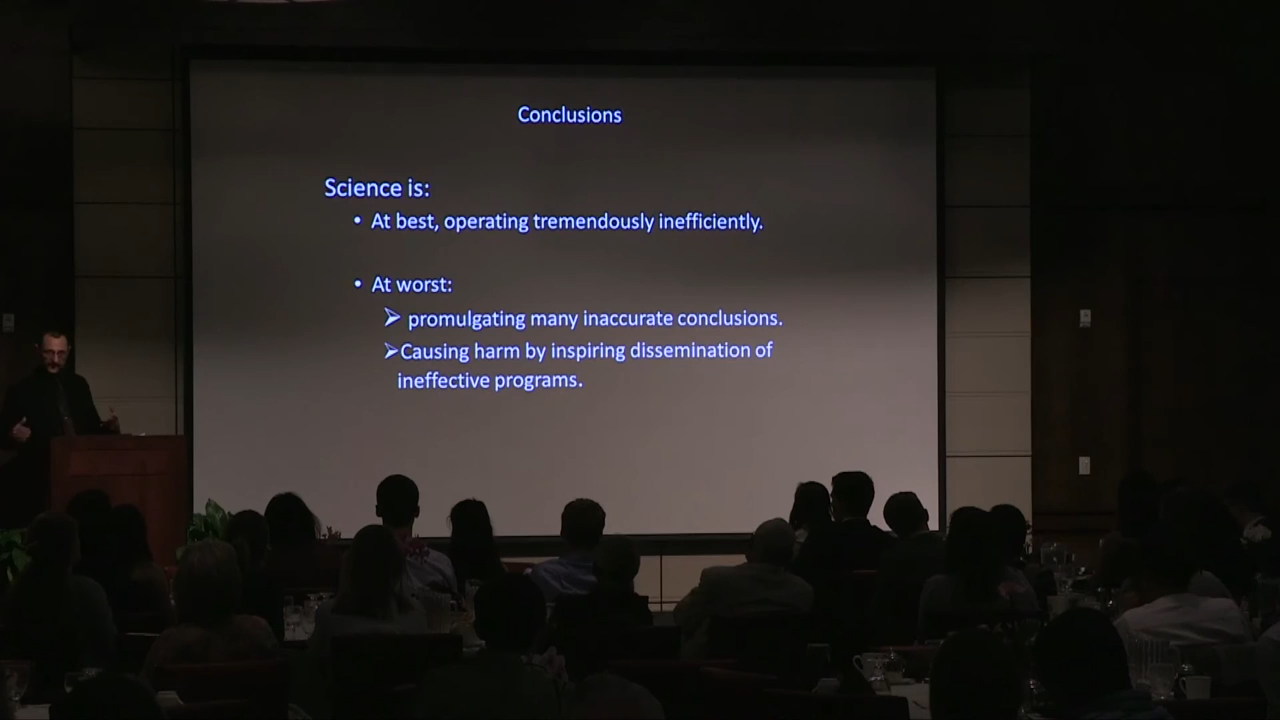 Conclusions
Science is:
• At best, operating tremendously inefficiently.
• At worst:
➢ promulgating many inaccurate conclusions.
➢Causing harm by inspiring dissemination of
ineffective programs.